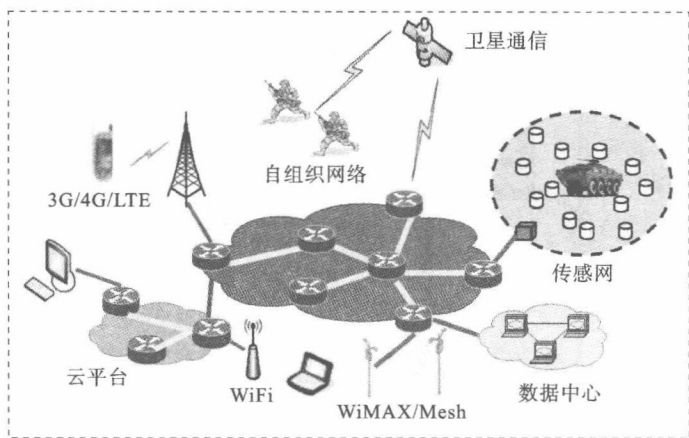 卫星通信
自组织网络
3G/4G/LTE
传感网
云平台
WiFi
WiMAX/Mesh
数据中心